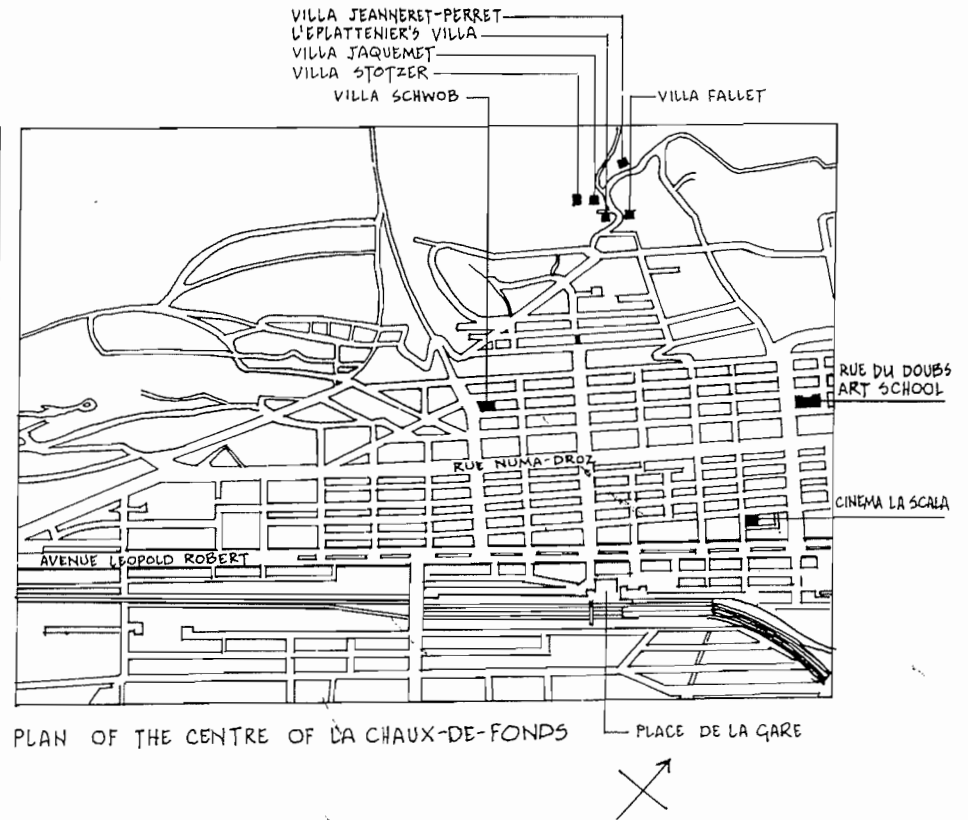 VILLA JEANNERET-PERRET
L'EPLATTENIER'S VILLA
VILLA JAQUEMET
VILLA STOTZER
VILLA SCHWOB
VILLA FALLET
RUE DU DOUBS
ART SCHOOL
RUE NUMA-DROZ
CINEMA LA SCALA
AVENUE LEOPOLD ROBERT
PLAN OF THE CENTRE OF LA CHAUX-DE-FONDS
PLACE DE LA GARE